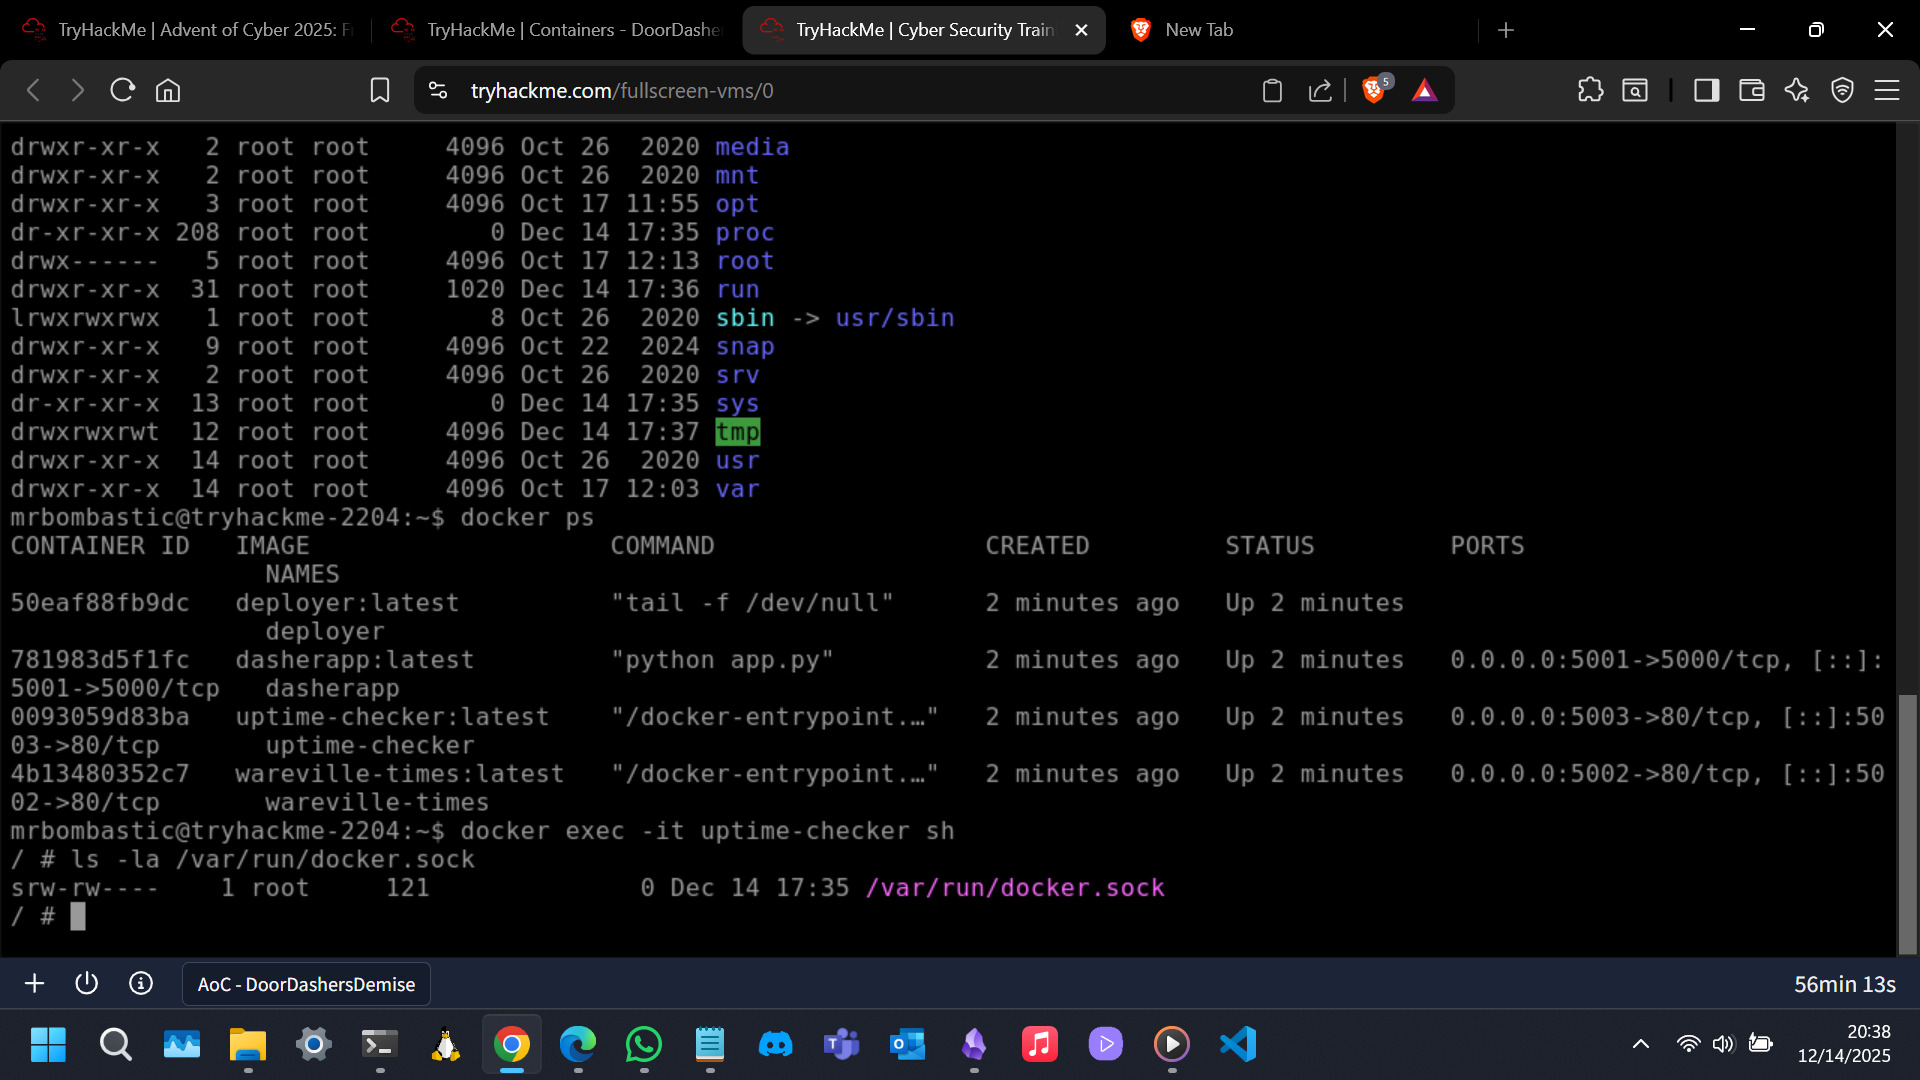 TryHackMe | Advent of Cyber 2025: F
TryHackMe | Containers - DoorDashe
TryHackMe | Cyber Security Train
New Tab
tryhackme.com/fullscreen-vms/0
5
drwxr-xr-x   2 root root     4096 Oct 26  2020 media
drwxr-xr-x   2 root root     4096 Oct 26  2020 mnt
drwxr-xr-x   3 root root     4096 Oct 17 11:55 opt
dr-xr-xr-x 208 root root        0 Dec 14 17:35 proc
drwx------   5 root root     4096 Oct 17 12:13 root
drwxr-xr-x  31 root root     1020 Dec 14 17:36 run
lrwxrwxrwx   1 root root        8 Oct 26  2020 sbin -> usr/sbin
drwxr-xr-x   9 root root     4096 Oct 22  2024 snap
drwxr-xr-x   2 root root     4096 Oct 26  2020 srv
dr-xr-xr-x  13 root root        0 Dec 14 17:35 sys
drwxrwxrwt  12 root root     4096 Dec 14 17:37 tmp
drwxr-xr-x  14 root root     4096 Oct 26  2020 usr
drwxr-xr-x  14 root root     4096 Oct 17 12:03 var
mrbombastic@tryhackme-2204:~$ docker ps
CONTAINER ID   IMAGE                    COMMAND                  CREATED         STATUS         PORTS
                 NAMES
50eaf88fb9dc   deployer:latest          "tail -f /dev/null"      2 minutes ago   Up 2 minutes
                 deployer
781983d5f1fc   dasherapp:latest         "python app.py"          2 minutes ago   Up 2 minutes   0.0.0.0:5001->5000/tcp, [::]:
5001->5000/tcp   dasherapp
0093059d83ba   uptime-checker:latest    "/docker-entrypoint.…"   2 minutes ago   Up 2 minutes   0.0.0.0:5003->80/tcp, [::]:50
03->80/tcp       uptime-checker
4b13480352c7   wareville-times:latest   "/docker-entrypoint.…"   2 minutes ago   Up 2 minutes   0.0.0.0:5002->80/tcp, [::]:50
02->80/tcp       wareville-times
mrbombastic@tryhackme-2204:~$ docker exec -it uptime-checker sh
/ # ls -la /var/run/docker.sock
srw-rw----    1 root     121              0 Dec 14 17:35 /var/run/docker.sock
/ #
AoC - DoorDashersDemise
56min 13s
20:38
12/14/2025